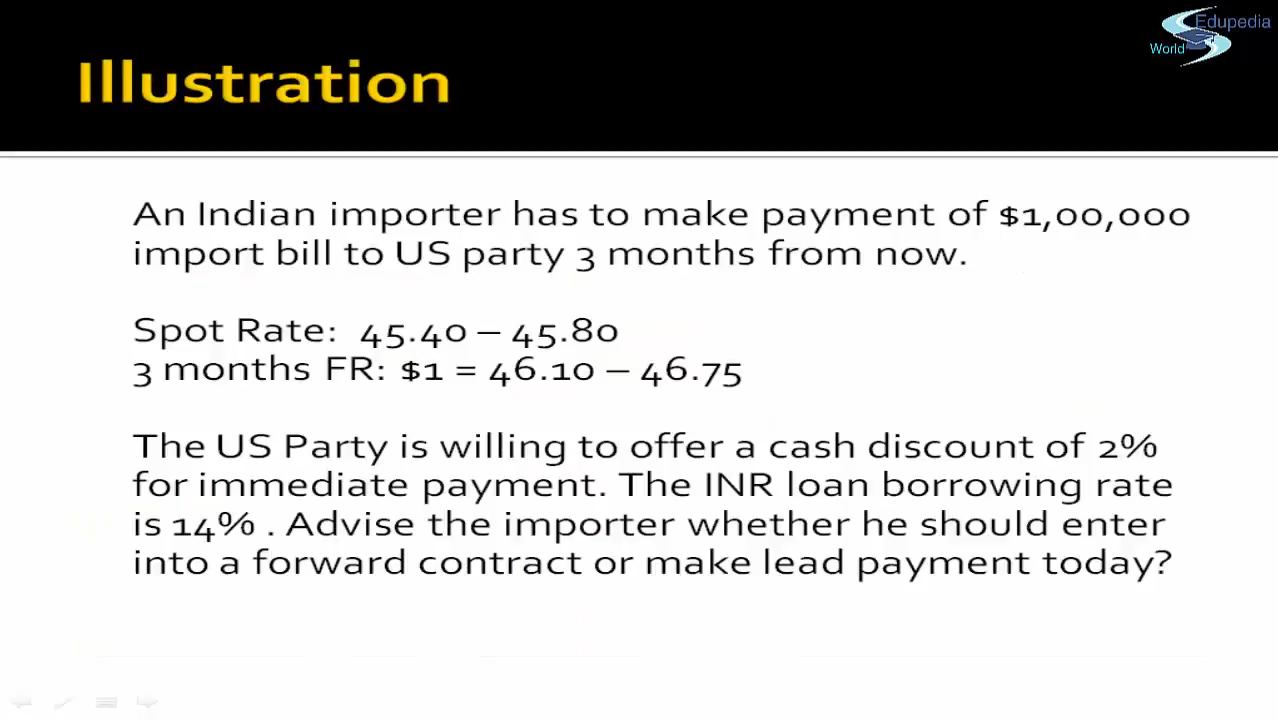 Edupedia
World
Illustration
An Indian importer has to make payment of $1,00,000
import bill to US party 3 months from now.
Spot Rate: 45.40 – 45.80
3 months FR: $1 = 46.10 – 46.75
The US Party is willing to offer a cash discount of 2%
for immediate payment. The INR loan borrowing rate
is 14% . Advise the importer whether he should enter
into a forward contract or make lead payment today?